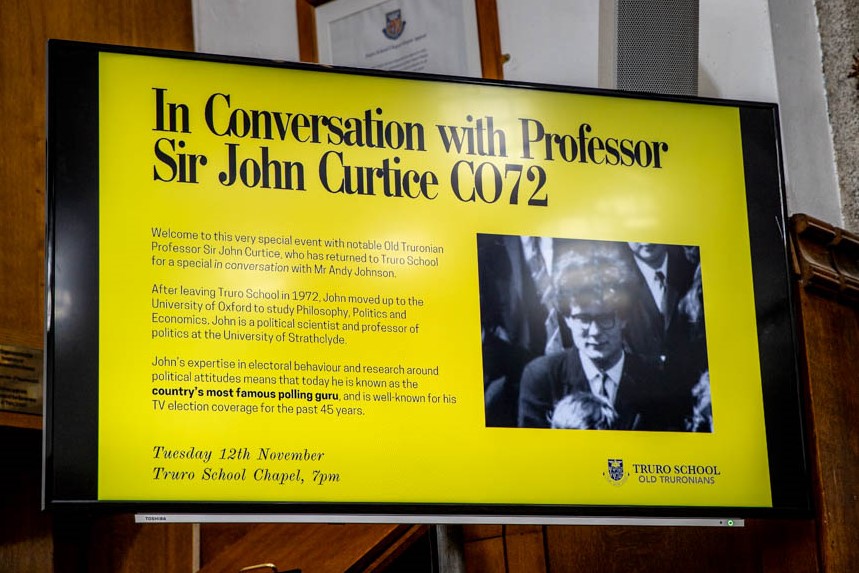 In Conversation with Professor
Sir John Curtice CO72
Welcome to this very special event with notable Old Truronian
Professor Sir John Curtice, who has returned to Truro School
for a special in conversation with Mr Andy Johnson.
After leaving Truro School in 1972, John moved up to the
University of Oxford to study Philosophy, Politics and
Economics. John is a political scientist and professor of
politics at the University of Strathclyde.
John's expertise in electoral behaviour and research around
political attitudes means that today he is known as the
country's most famous polling guru, and is well-known for his
TV election coverage for the past 45 years.
Tuesday 12th November
Truro School Chapel, 7pm
TRURO SCHOOL
OLD TRURONIANS
TOSHIBA